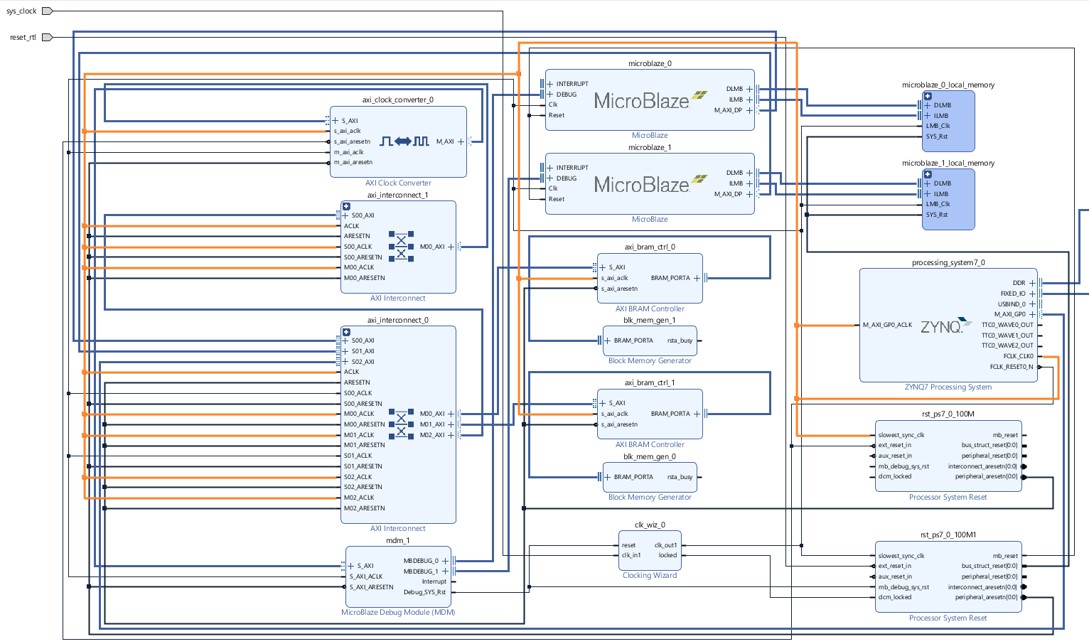 sys_clock
reset_rtl
axi_clock_converter_0
S_AXI
s_axi_aclk
s_axi_aresetn
m_axi_aclk
m_axi_aresetn
M_AXI
AXI Clock Converter
axi_interconnect_1
S00_AXI
ACLK
ARESETN
S00_ACLK
S00_ARESETN
M00_ACLK
M00_ARESETN
M00_AXI
AXI Interconnect
axi_interconnect_0
S00_AXI
S01_AXI
S02_AXI
ACLK
ARESETN
S00_ACLK
S00_ARESETN
M00_ACLK
M00_ARESETN
M01_ACLK
M01_ARESETN
S01_ACLK
S01_ARESETN
S02_ACLK
S02_ARESETN
M02_ACLK
M02_ARESETN
M00_AXI
M01_AXI
M02_AXI
AXI Interconnect
mdm_1
S_AXI
S_AXI_ACLK
S_AXI_ARESETN
MBDEBUG_0
MBDEBUG_1
Interrupt
Debug_SYS_Rst
MicroBlaze Debug Module (MDM)
microblaze_0
INTERRUPT
DEBUG
Clk
Reset
MicroBlaze
DLMB
ILMB
M_AXI_DP
MicroBlaze
microblaze_1
INTERRUPT
DEBUG
Clk
Reset
MicroBlaze
DLMB
ILMB
M_AXI_DP
MicroBlaze
axi_bram_ctrl_0
S_AXI
s_axi_aclk
s_axi_aresetn
BRAM_PORTA
AXI BRAM Controller
blk_mem_gen_1
BRAM_PORTA
rsta_busy
Block Memory Generator
axi_bram_ctrl_1
S_AXI
s_axi_aclk
s_axi_aresetn
BRAM_PORTA
AXI BRAM Controller
blk_mem_gen_0
BRAM_PORTA
rsta_busy
Block Memory Generator
clk_wiz_0
reset
clk_in1
clk_out1
locked
Clocking Wizard
microblaze_0_local_memory
DLMB
ILMB
LMB_Clk
SYS_Rst
microblaze_1_local_memory
DLMB
ILMB
LMB_Clk
SYS_Rst
processing_system7_0
M_AXI_GP0_ACLK
ZYNQ
DDR
FIXED_IO
USBIND_0
M_AXI_GP0
TTC0_WAVE0_OUT
TTC0_WAVE1_OUT
TTC0_WAVE2_OUT
FCLK_CLK0
FCLK_RESET0_N
ZYNQ7 Processing System
rst_ps7_0_100M
slowest_sync_clk
ext_reset_in
aux_reset_in
mb_debug_sys_rst
dcm_locked
mb_reset
bus_struct_reset[0:0]
peripheral_reset[0:0]
interconnect_aresetn[0:0]
peripheral_aresetn[0:0]
Processor System Reset
rst_ps7_0_100M1
slowest_sync_clk
ext_reset_in
aux_reset_in
mb_debug_sys_rst
dcm_locked
mb_reset
bus_struct_reset[0:0]
peripheral_reset[0:0]
interconnect_aresetn[0:0]
peripheral_aresetn[0:0]
Processor System Reset